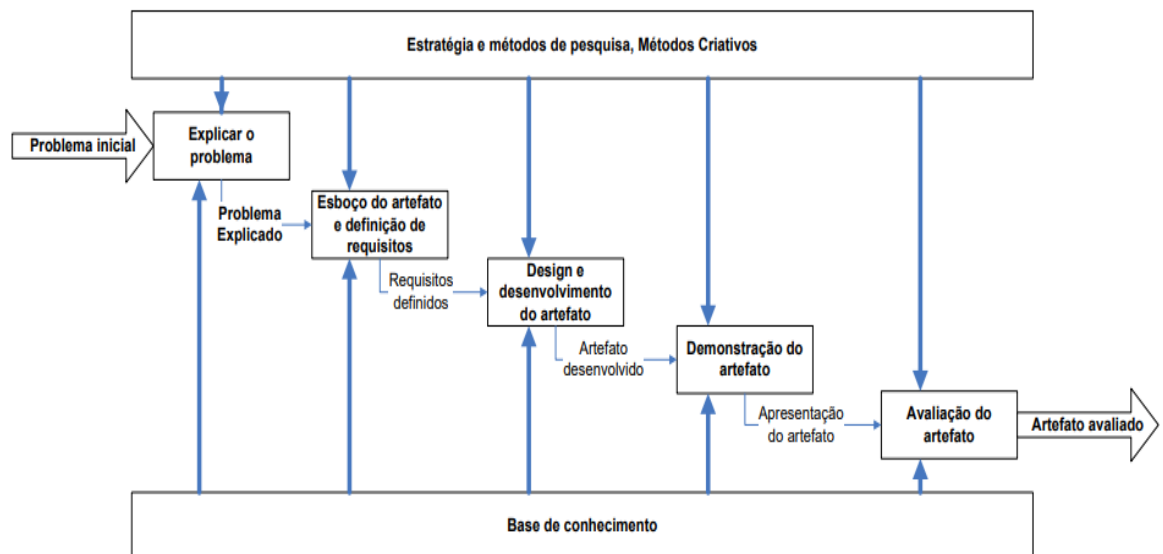 Estratégia e métodos de pesquisa, Métodos Criativos
Problema inicial
Explicar o
problema
Problema
Explicado
Esboço do artefato
e definição de
requisitos
Requisitos
definidos
Design e
desenvolvimento
do artefato
Artefato
desenvolvido
Demonstração do
artefato
Apresentação
do artefato
Avaliação do
artefato
Artefato avaliado
Base de conhecimento